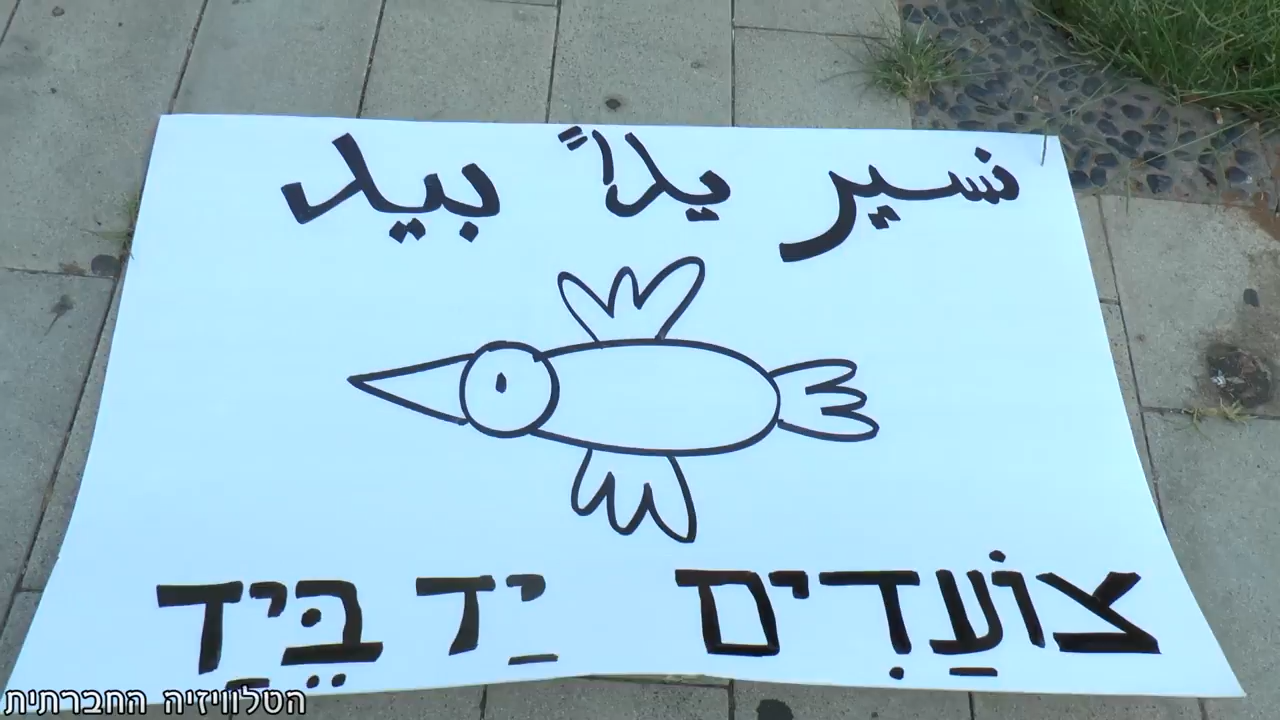 نسير يداً بيد
צוֹעֲדִים יַד בְּיַד
הטלוויזיה החברתית